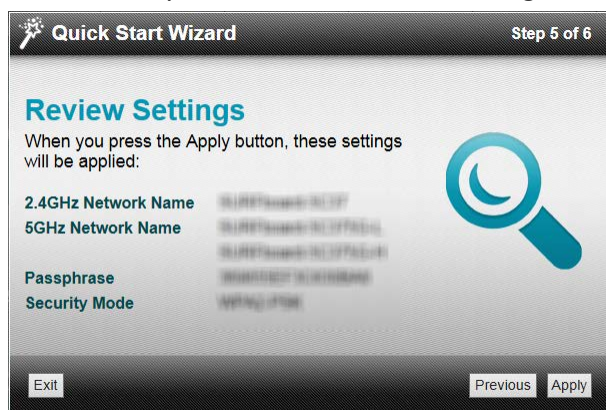 Quick Start Wizard
Step 5 of 6
Review Settings
When you press the Apply button, these settings
will be applied:
2.4GHz Network Name
5GHz Network Name
Passphrase
Security Mode
Exit
Previous
Apply